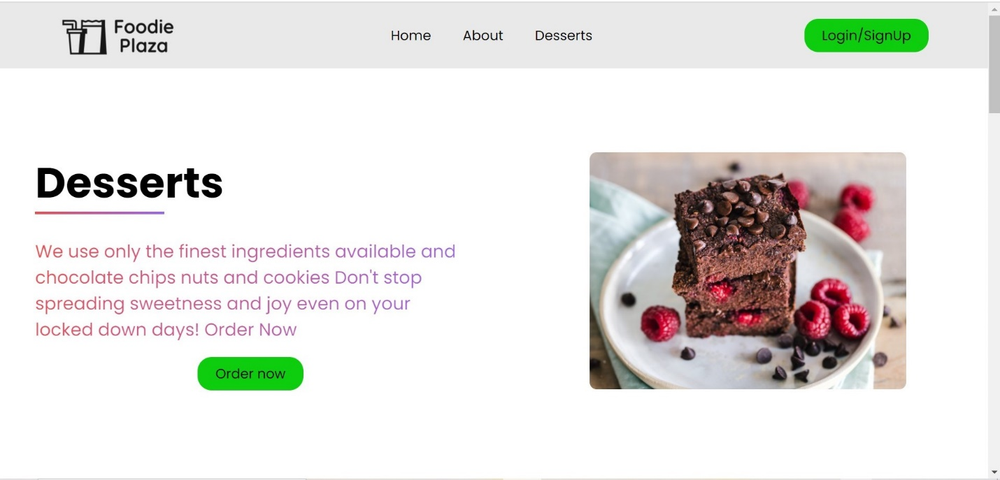 Foodie
Plaza
Home About Desserts
Login/SignUp
Desserts
We use only the finest ingredients available and
chocolate chips nuts and cookies Don't stop
spreading sweetness and joy even on your
locked down days! Order Now
Order now